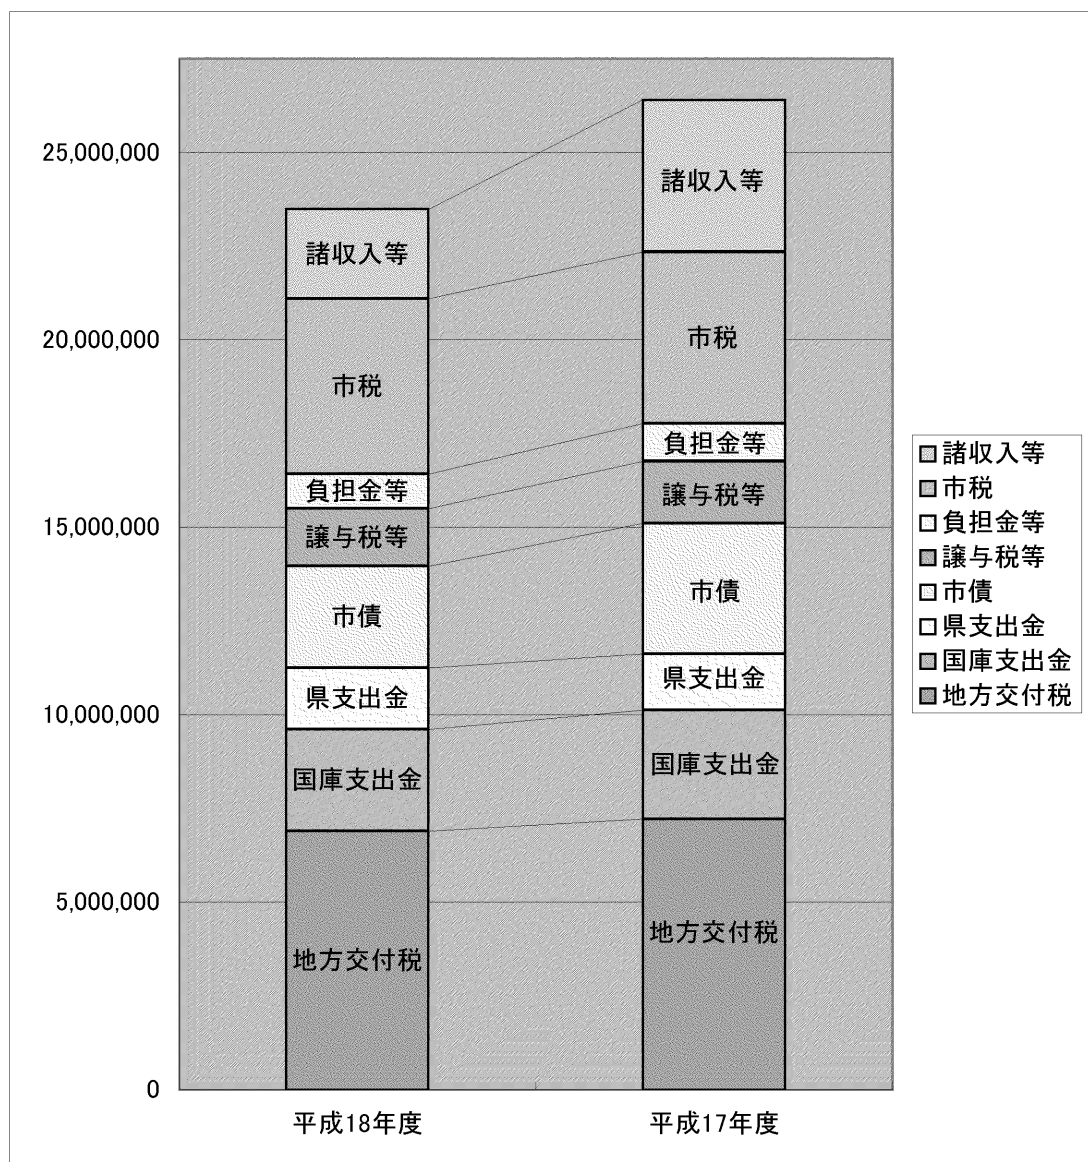 25,000,000
20,000,000
15,000,000
10,000,000
5,000,000
0
諸収入等
市税
負担金等
譲与税等
市債
県支出金
国庫支出金
地方交付税
諸収入等
市税
負担金等
譲与税等
市債
県支出金
国庫支出金
地方交付税
平成18年度
平成17年度
諸収入等
市税
負担金等
譲与税等
市債
県支出金
国庫支出金
地方交付税